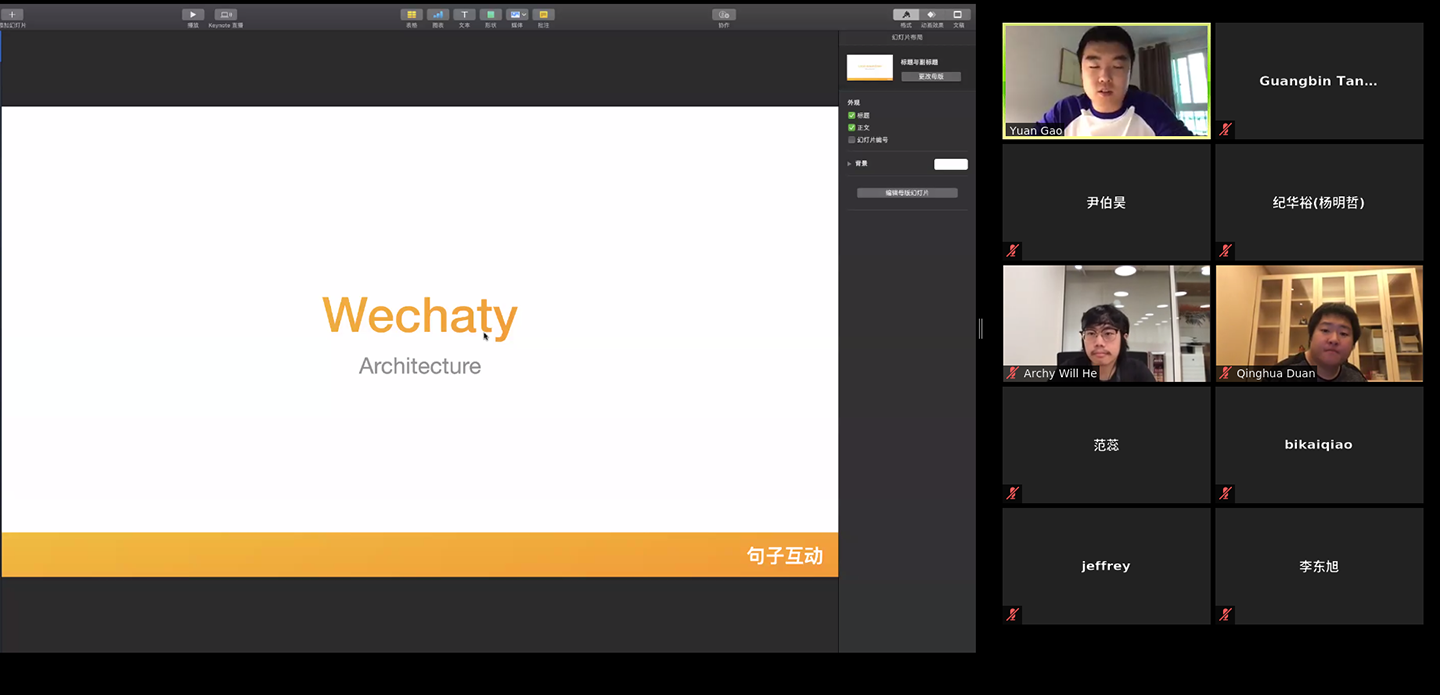 添加幻灯片
播放
Keynote 直播
表格
图表
T
文本
形状
媒体
批注
协作
格式
动画效果
文稿
幻灯片布局
标题与副标题
更改母版
外观
标题
正文
幻灯片编号
背景
编辑母版幻灯片
Wechaty
Architecture
句子互动
Yuan Gao
Guangbin Tan...
尹伯昊
纪华裕(杨明哲)
Archy Will He
Qinghua Duan
范蕊
bikaiqiao
jeffrey
李东旭